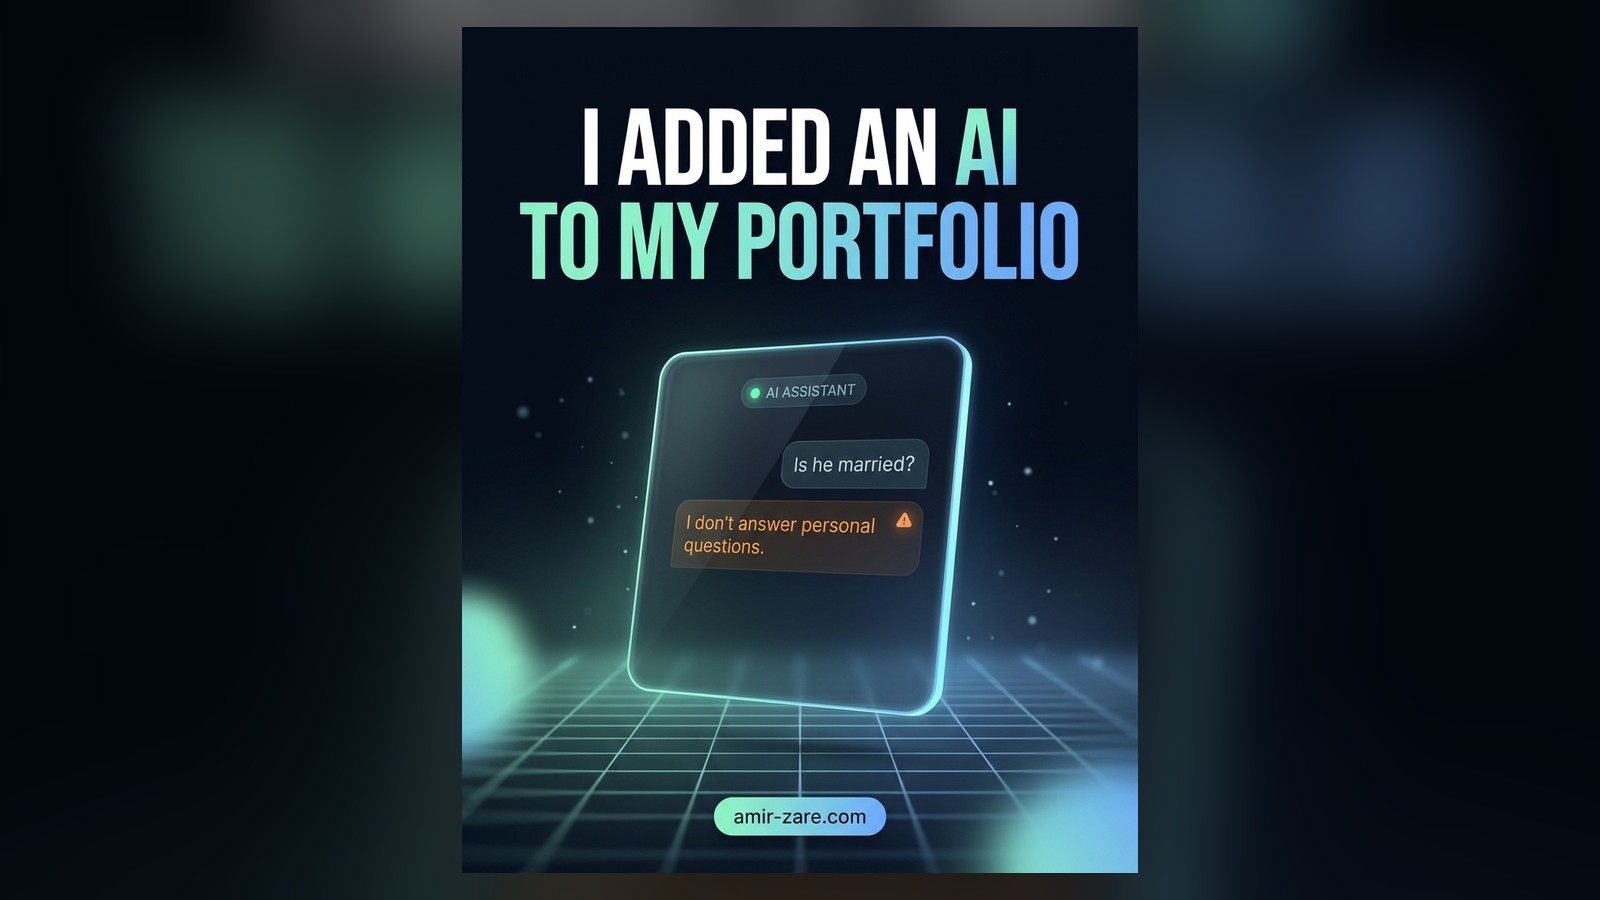 I ADDED AN AI
TO MY PORTFOLIO
AI ASSISTANT
Is he married?
I don't answer personal
questions.
amir-zare.com